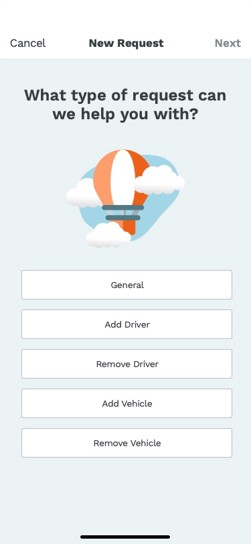 Cancel New Request Next
What type of request can
we help you with?
General
Add Driver
Remove Driver
Add Vehicle
Remove Vehicle